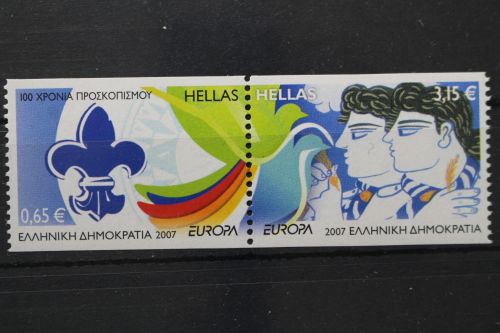 100 ΧΡΟΝΙΑ ΠΡΟΣΚΟΠΙΣΜΟΥ
HELLAS
0,65 €
ΕΛΛΗΝΙΚΗ ΔΗΜΟΚΡΑΤΙΑ 2007
EUROPA
HELLAS
3,15 €
EUROPA
2007 ΕΛΛΗΝΙΚΗ ΔΗΜΟΚΡΑΤΙΑ